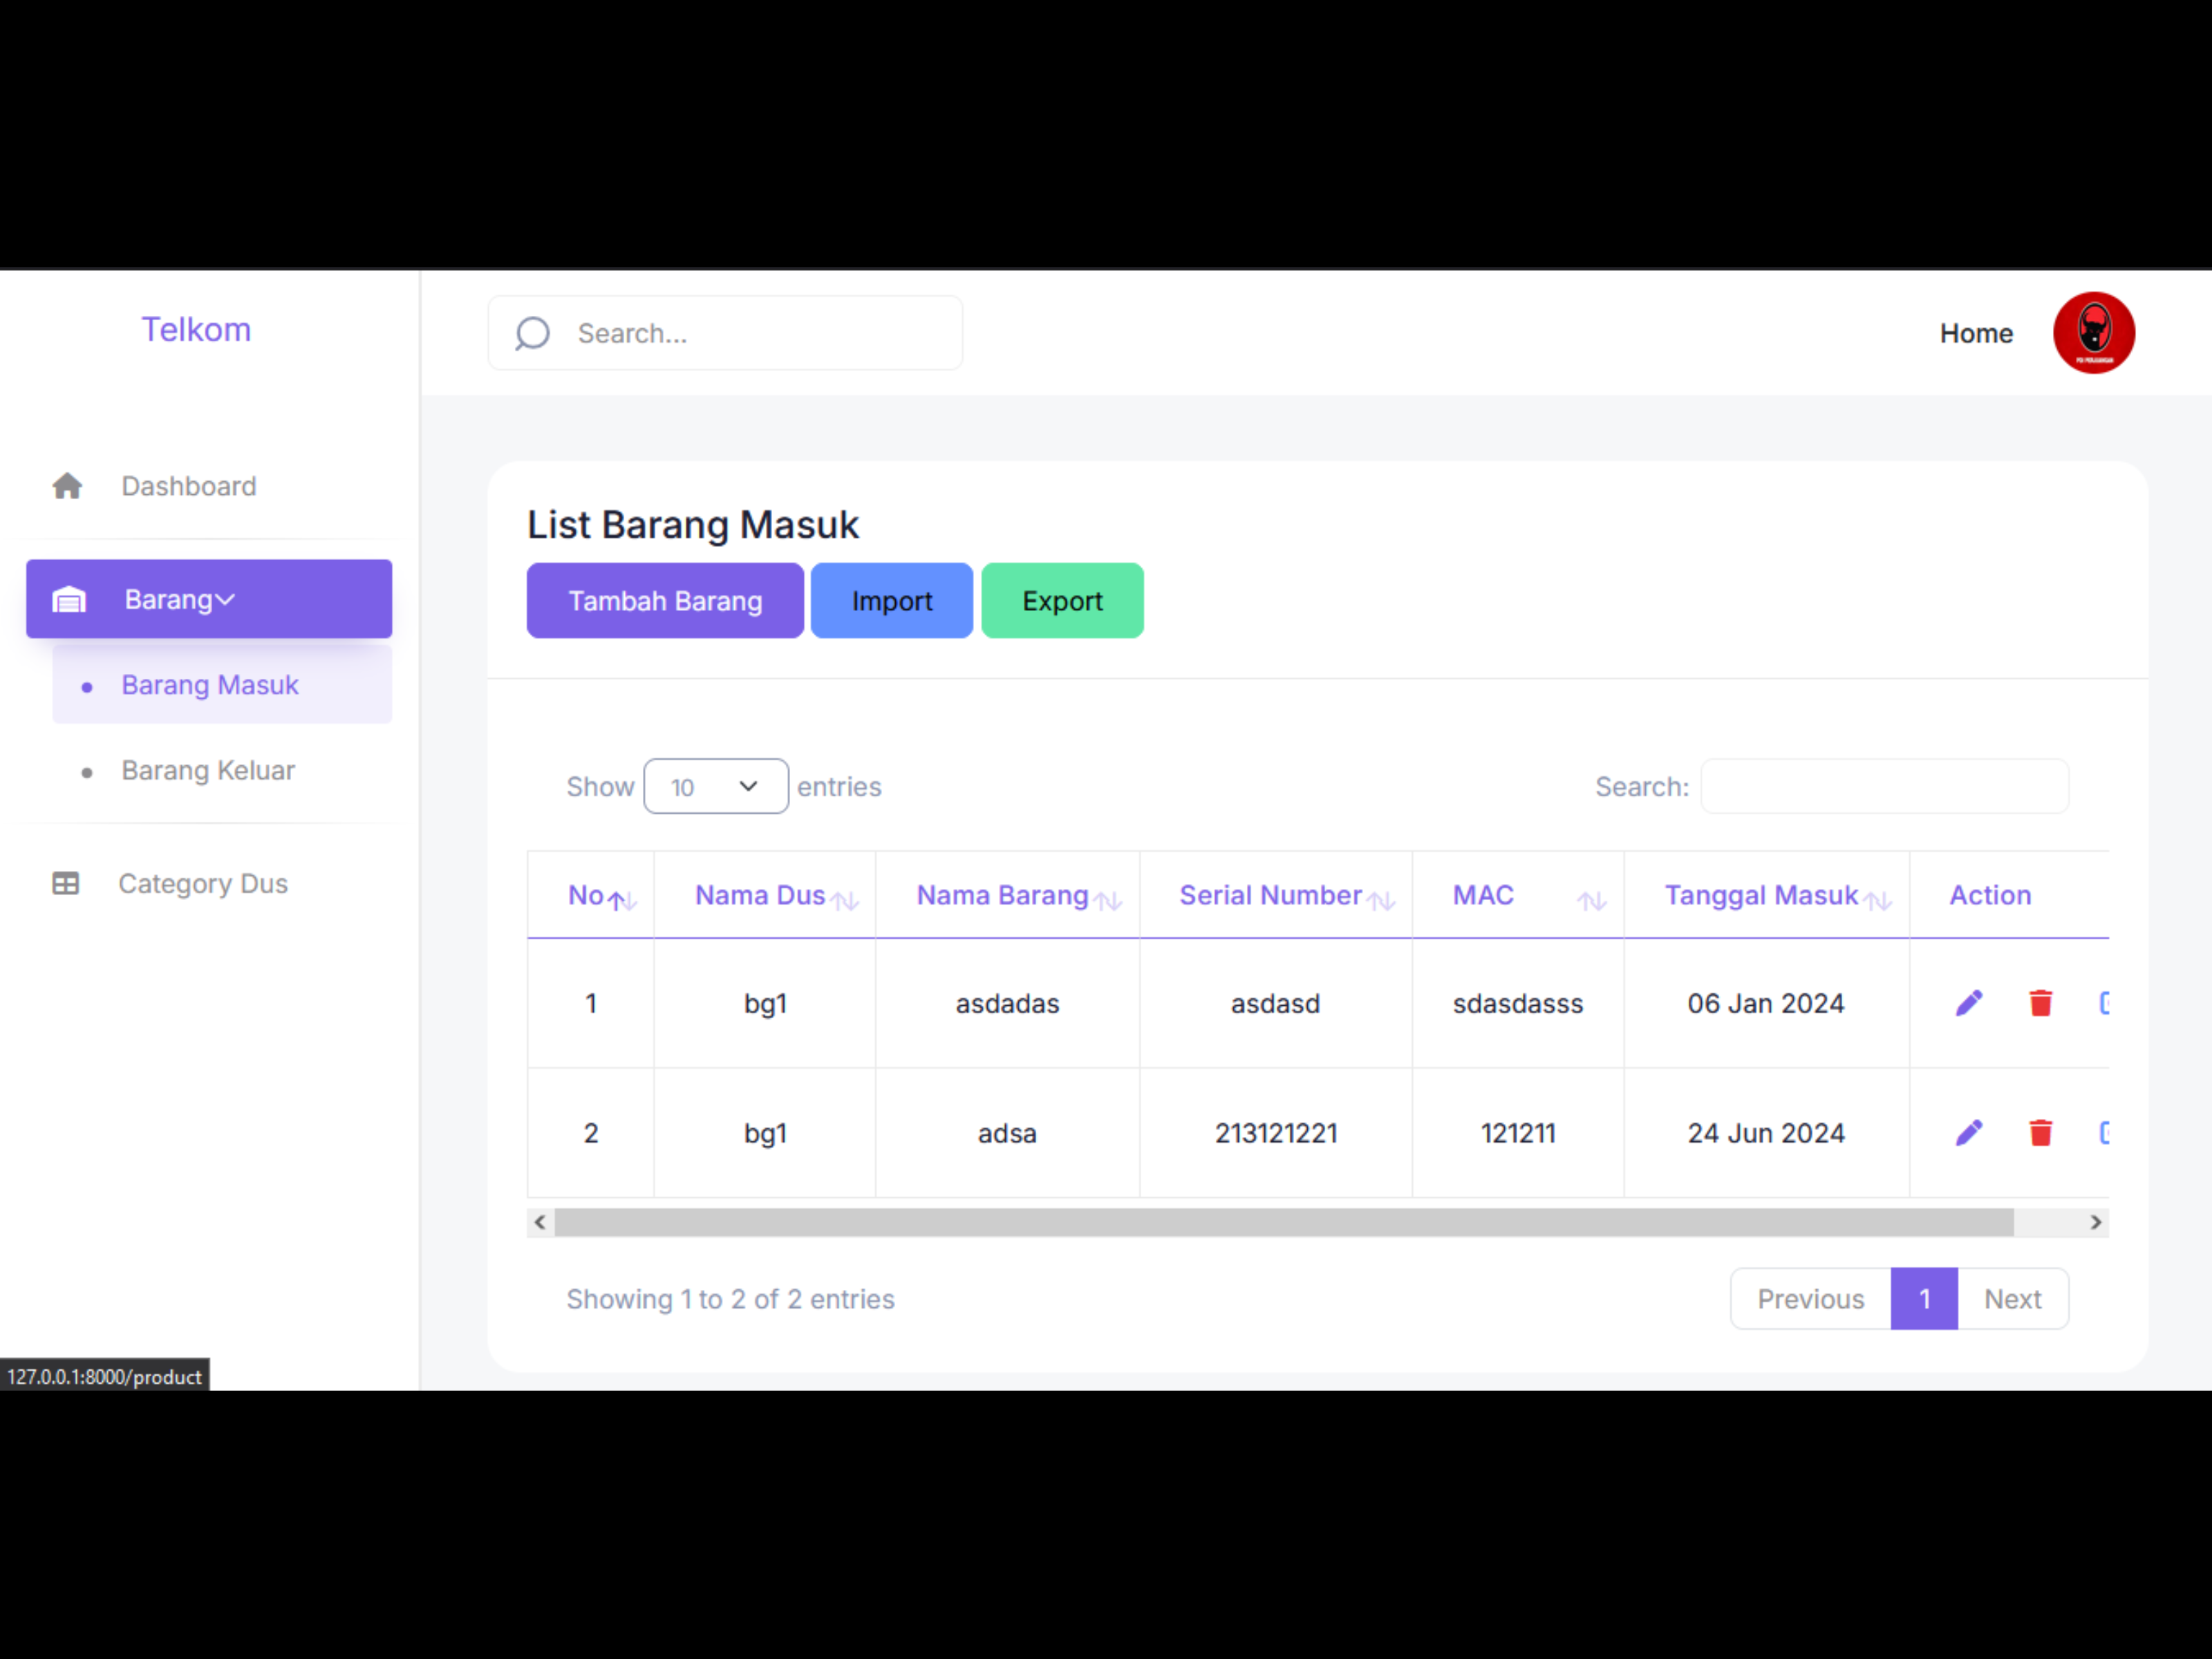 Telkom
Search...
Home
Dashboard
Barang
Barang Masuk
Barang Keluar
Category Dus
List Barang Masuk
Tambah Barang Import Export
Show 10 entries
Search:
No Nama Dus Nama Barang Serial Number MAC Tanggal Masuk Action
1 bg1 asdadas asdasd sdasdasss 06 Jan 2024
2 bg1 adsa 213121221 121211 24 Jun 2024
Showing 1 to 2 of 2 entries
Previous 1 Next
127.0.0.1:8000/product